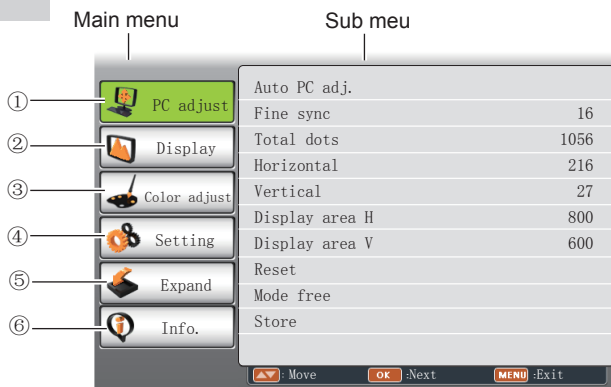 Main menu
Sub meu
① PC adjust
② Display
③ Color adjust
④ Setting
⑤ Expand
⑥ Info.
Auto PC adj.
Fine sync 16
Total dots 1056
Horizontal 216
Vertical 27
Display area H 800
Display area V 600
Reset
Mode free
Store
: Move OK :Next MENU :Exit